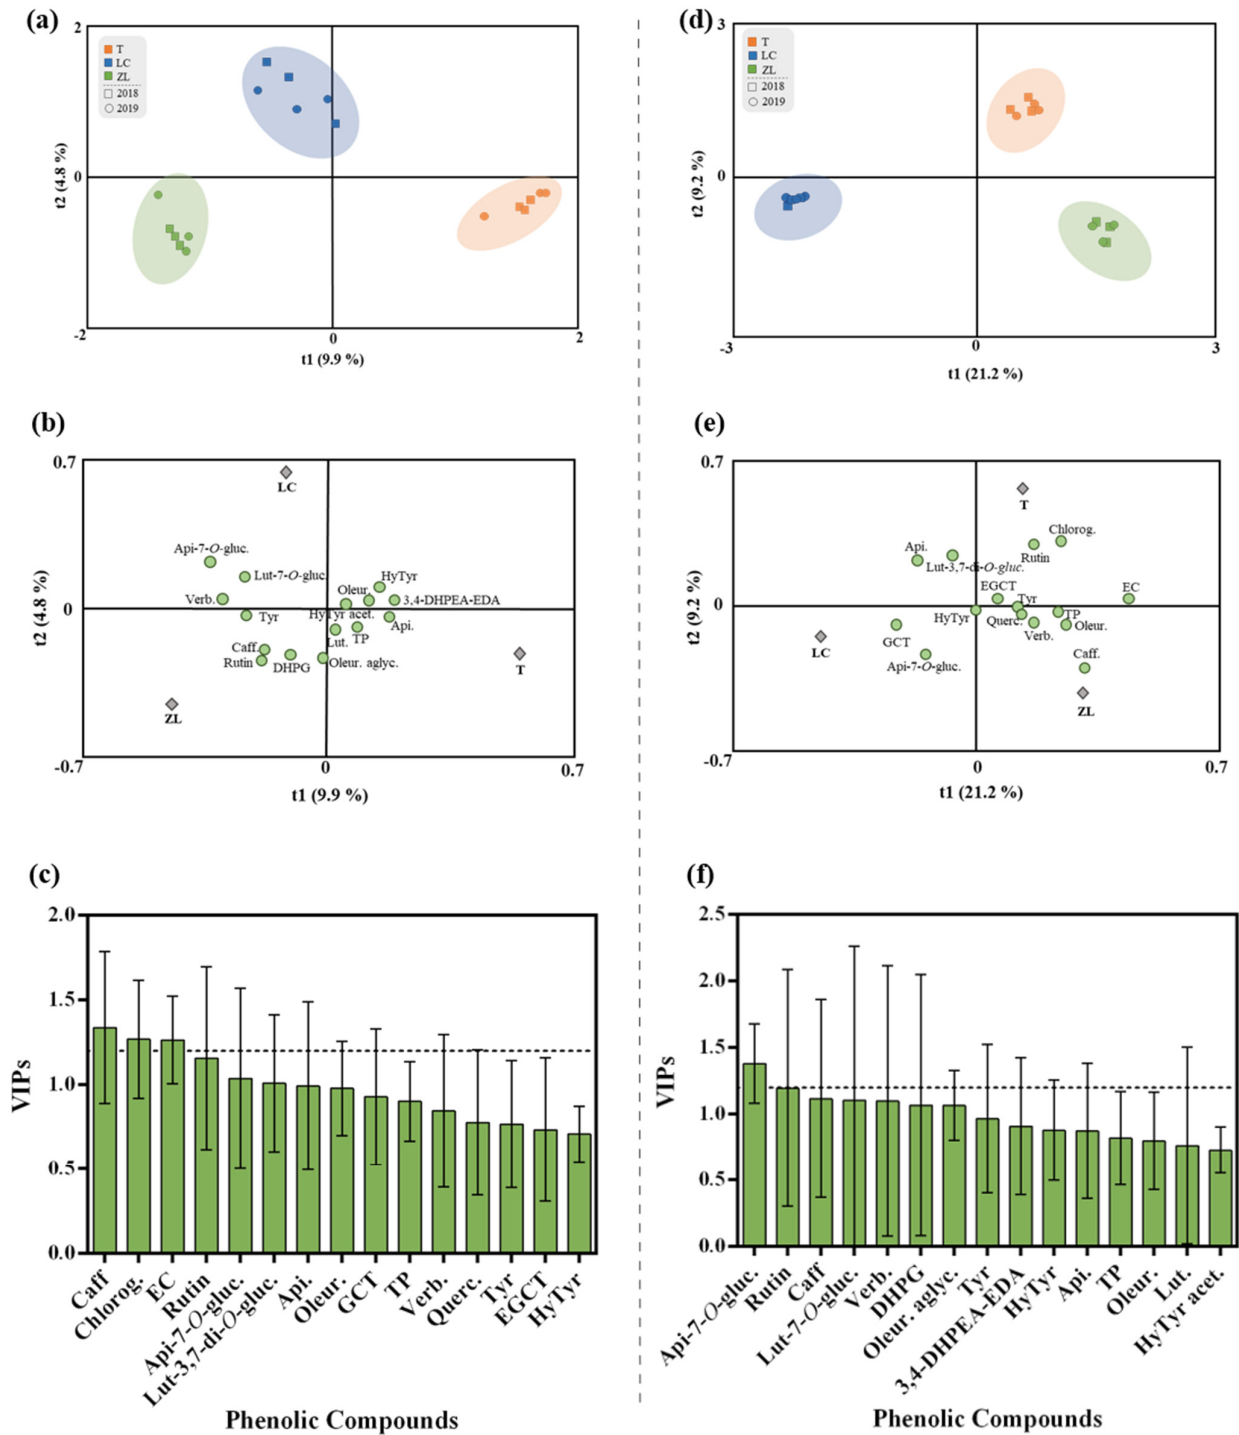 (a)
2
T
LC
ZL
2018
2019
t2 (4.8 %)
0
-2
0
2
t1 (9.9 %)
(d)
3
T
LC
ZL
2018
2019
t2 (9.2 %)
0
-3
0
3
t1 (21.2 %)
(b)
0.7
LC
Api-7-O-gluc.
Lut-7-O-gluc.
HyTyr
Oleur.
Verb.
3,4-DHPEA-EDA
t2 (4.8 %)
0
Tyr
HyTyr acet.
Api.
TP
Lut.
Caff.
Rutin
DHPG
Oleur. aglyc.
T
ZL
-0.7
0
0.7
t1 (9.9 %)
(e)
0.7
T
Chlorog.
Rutin
Api.
Lut-3,7-di-O-gluc.
EGCT
EC
Tyr
t2 (9.2 %)
0
HyTyr
Querc.
TP
Oleur.
Verb.
GCT
LC
Api-7-O-gluc.
Caff.
ZL
-0.7
0
0.7
t1 (21.2 %)
(c)
2.0
1.5
1.0
0.5
0.0
VIPs
Caff
Chlorog.
EC
Rutin
Api-7-O-gluc.
Lut-3,7-di-O-gluc.
Api.
Oleur.
GCT
TP
Verb.
Querc.
Tyr
EGCT
HyTyr
Phenolic Compounds
(f)
2.5
2.0
1.5
1.0
0.5
0.0
VIPs
Api-7-O-gluc.
Rutin
Caff
Lut-7-O-gluc.
Verb.
DHPG
Oleur. aglyc.
Tyr
3,4-DHPEA-EDA
HyTyr
Api.
TP
Oleur.
Lut.
HyTyr acet.
Phenolic Compounds